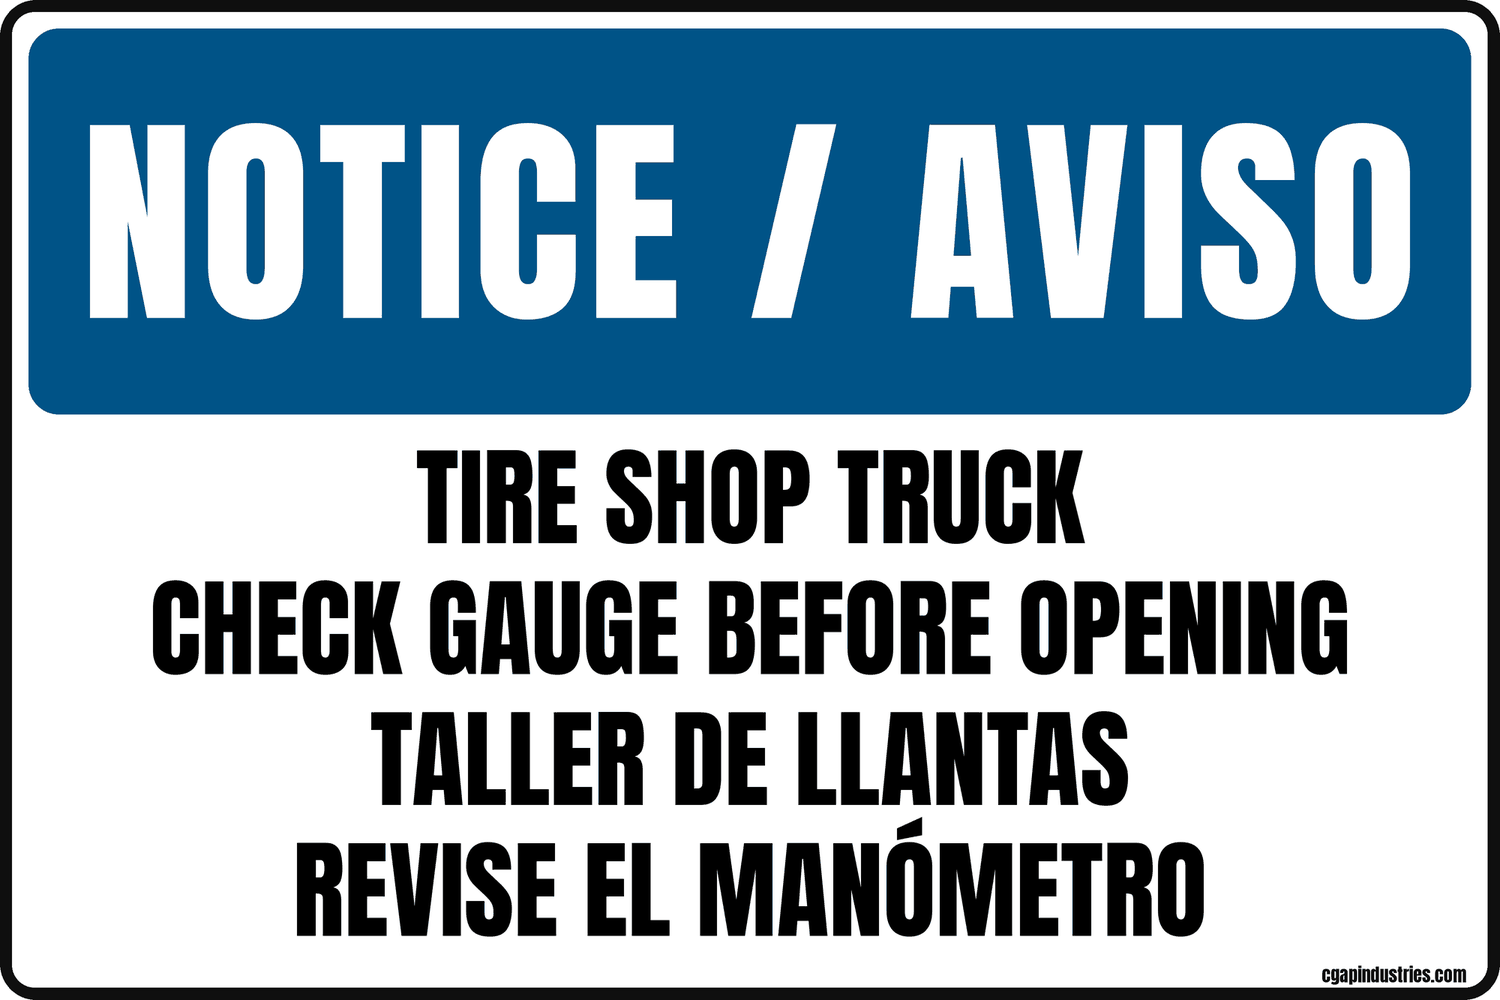 NOTICE / AVISO
TIRE SHOP TRUCK
CHECK GAUGE BEFORE OPENING
TALLER DE LLANTAS
REVISE EL MANÓMETRO
cgapindustries.com